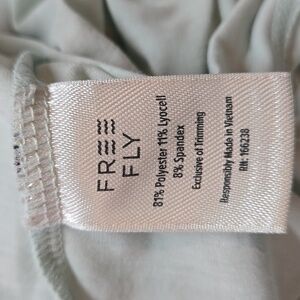 FREE
FLY
81% Polyester 11% Lyocell
8% Spandex
Exclusive of Trimming
Responsibly Made in Vietnam
RN: 166238